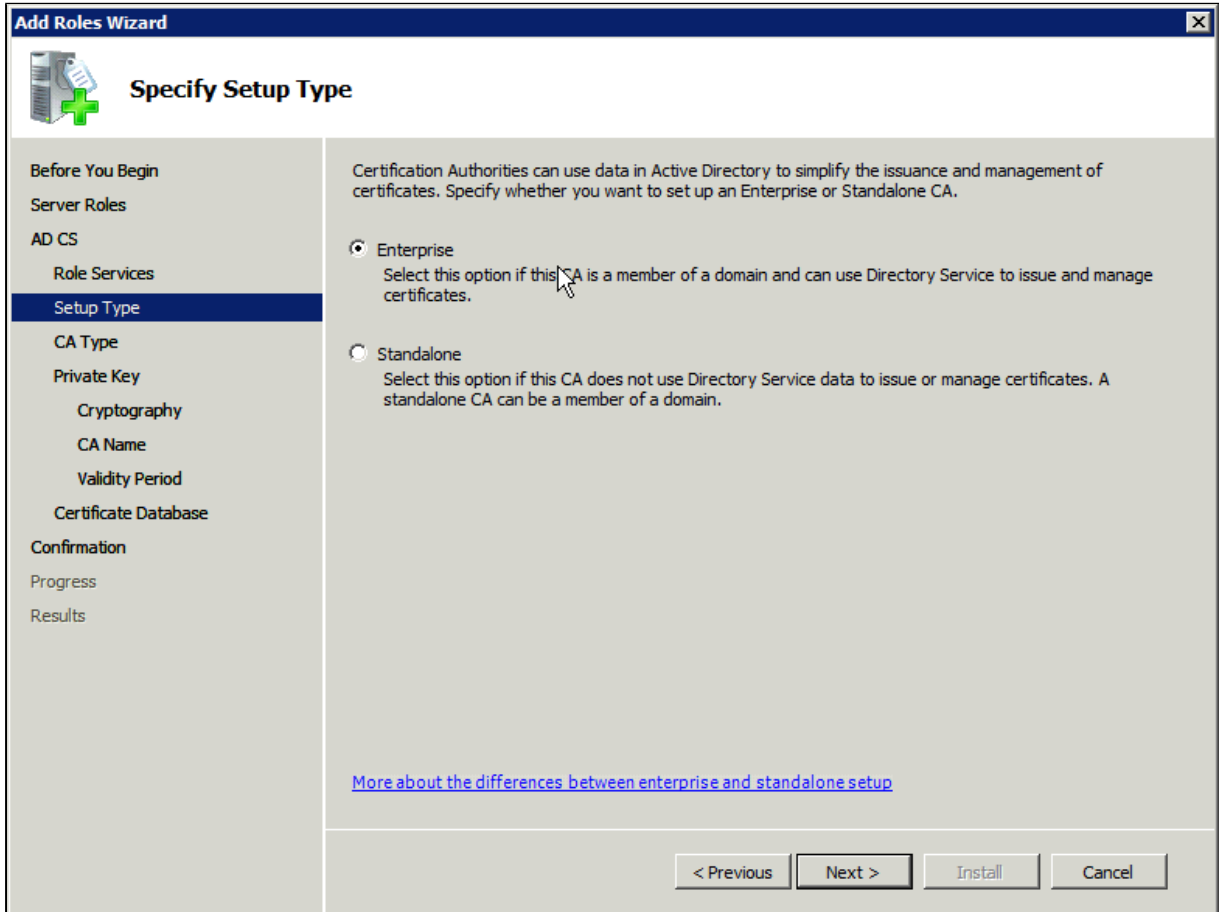 Add Roles Wizard
Specify Setup Type
Before You Begin
Server Roles
AD CS
Role Services
Setup Type
CA Type
Private Key
Cryptography
CA Name
Validity Period
Certificate Database
Confirmation
Progress
Results
Certification Authorities can use data in Active Directory to simplify the issuance and management of
certificates. Specify whether you want to set up an Enterprise or Standalone CA.
Enterprise
Select this option if this CA is a member of a domain and can use Directory Service to issue and manage
certificates.
Standalone
Select this option if this CA does not use Directory Service data to issue or manage certificates. A
standalone CA can be a member of a domain.
More about the differences between enterprise and standalone setup
< Previous
Next >
Install
Cancel